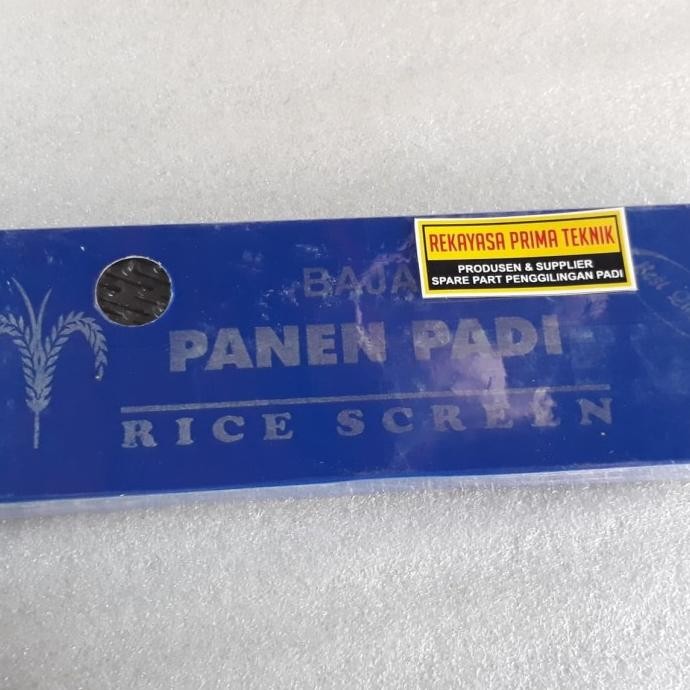 REKAYASA PRIMA TEKNIK
PRODUSEN & SUPPLIER
SPARE PART PENGGILINGAN PADI
BAJA
PANEN PADI
RICE SCREEN